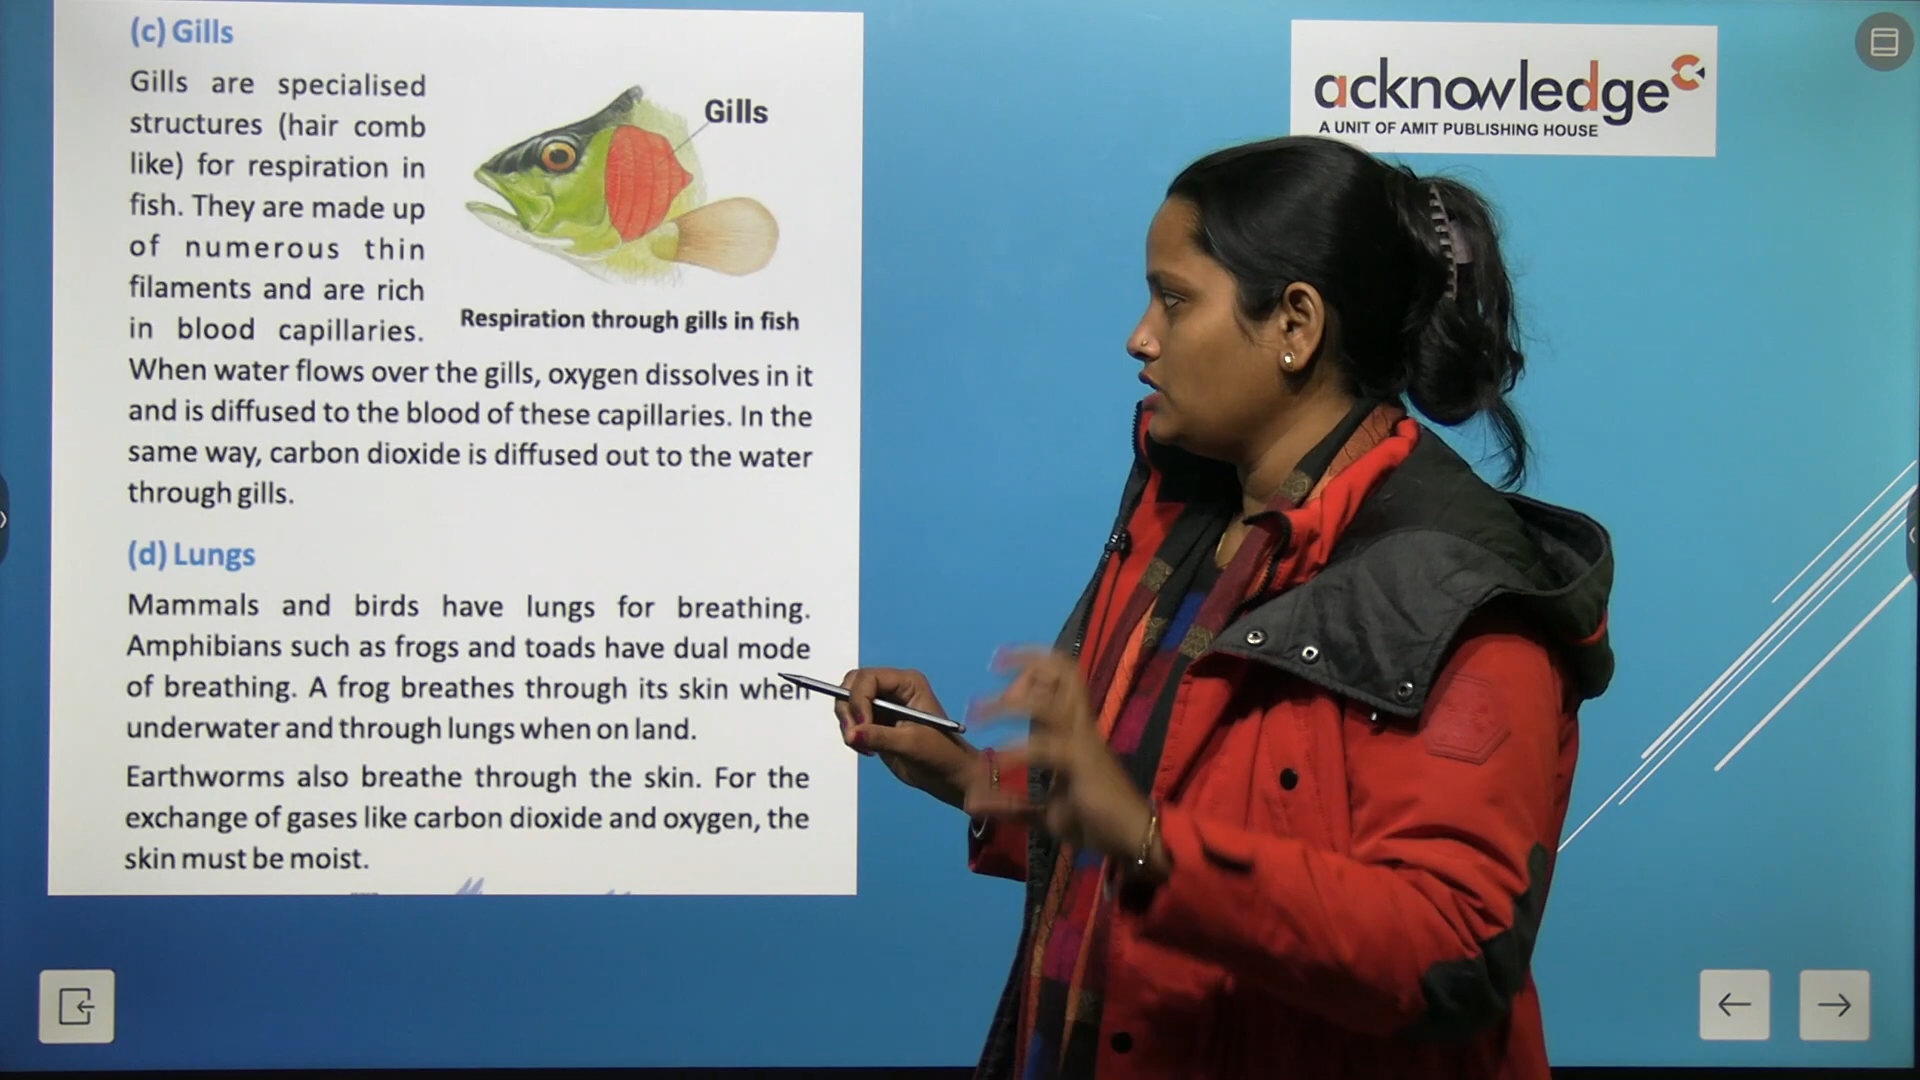 (c) Gills
Gills are specialised
structures (hair comb
like) for respiration in
fish. They are made up
of numerous thin
filaments and are rich
in blood capillaries.
Gills
Respiration through gills in fish
When water flows over the gills, oxygen dissolves in it
and is diffused to the blood of these capillaries. In the
same way, carbon dioxide is diffused out to the water
through gills.
(d) Lungs
Mammals and birds have lungs for breathing.
Amphibians such as frogs and toads have dual mode
of breathing. A frog breathes through its skin when
underwater and through lungs when on land.
Earthworms also breathe through the skin. For the
exchange of gases like carbon dioxide and oxygen, the
skin must be moist.
acknowledge
A UNIT OF AMIT PUBLISHING HOUSE